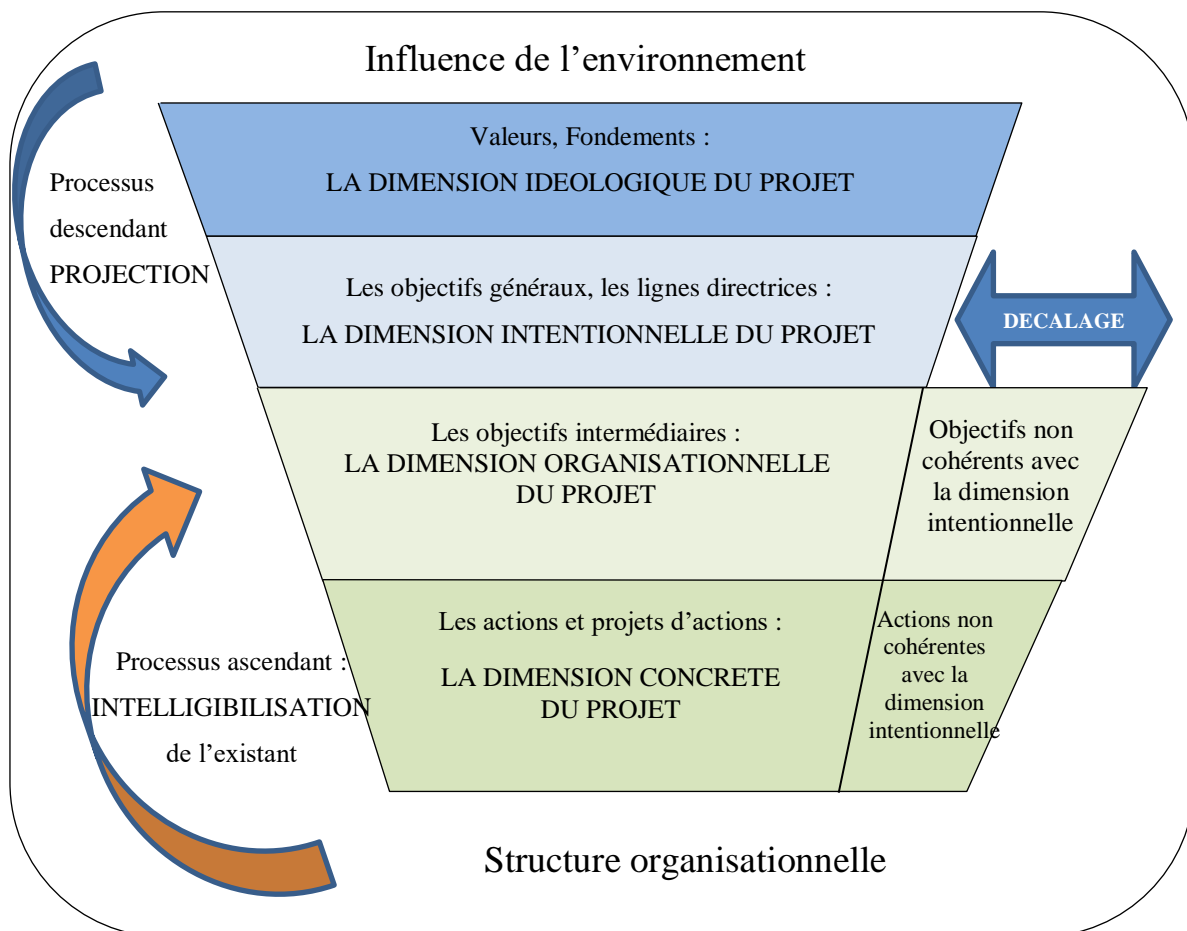 Influence de l’environnement
Valeurs, Fondements :
LA DIMENSION IDEOLOGIQUE DU PROJET
Processus
descendant
PROJECTION
Les objectifs généraux, les lignes directrices :
LA DIMENSION INTENTIONNELLE DU PROJET
DECALAGE
Les objectifs intermédiaires :
LA DIMENSION ORGANISATIONNELLE
DU PROJET
Objectifs non
cohérents avec
la dimension
intentionnelle
Les actions et projets d’actions :
LA DIMENSION CONCRETE
DU PROJET
Actions non
cohérentes
avec la
dimension
intentionnelle
Processus ascendant :
INTELLIGIBILISATION
de l’existant
Structure organisationnelle